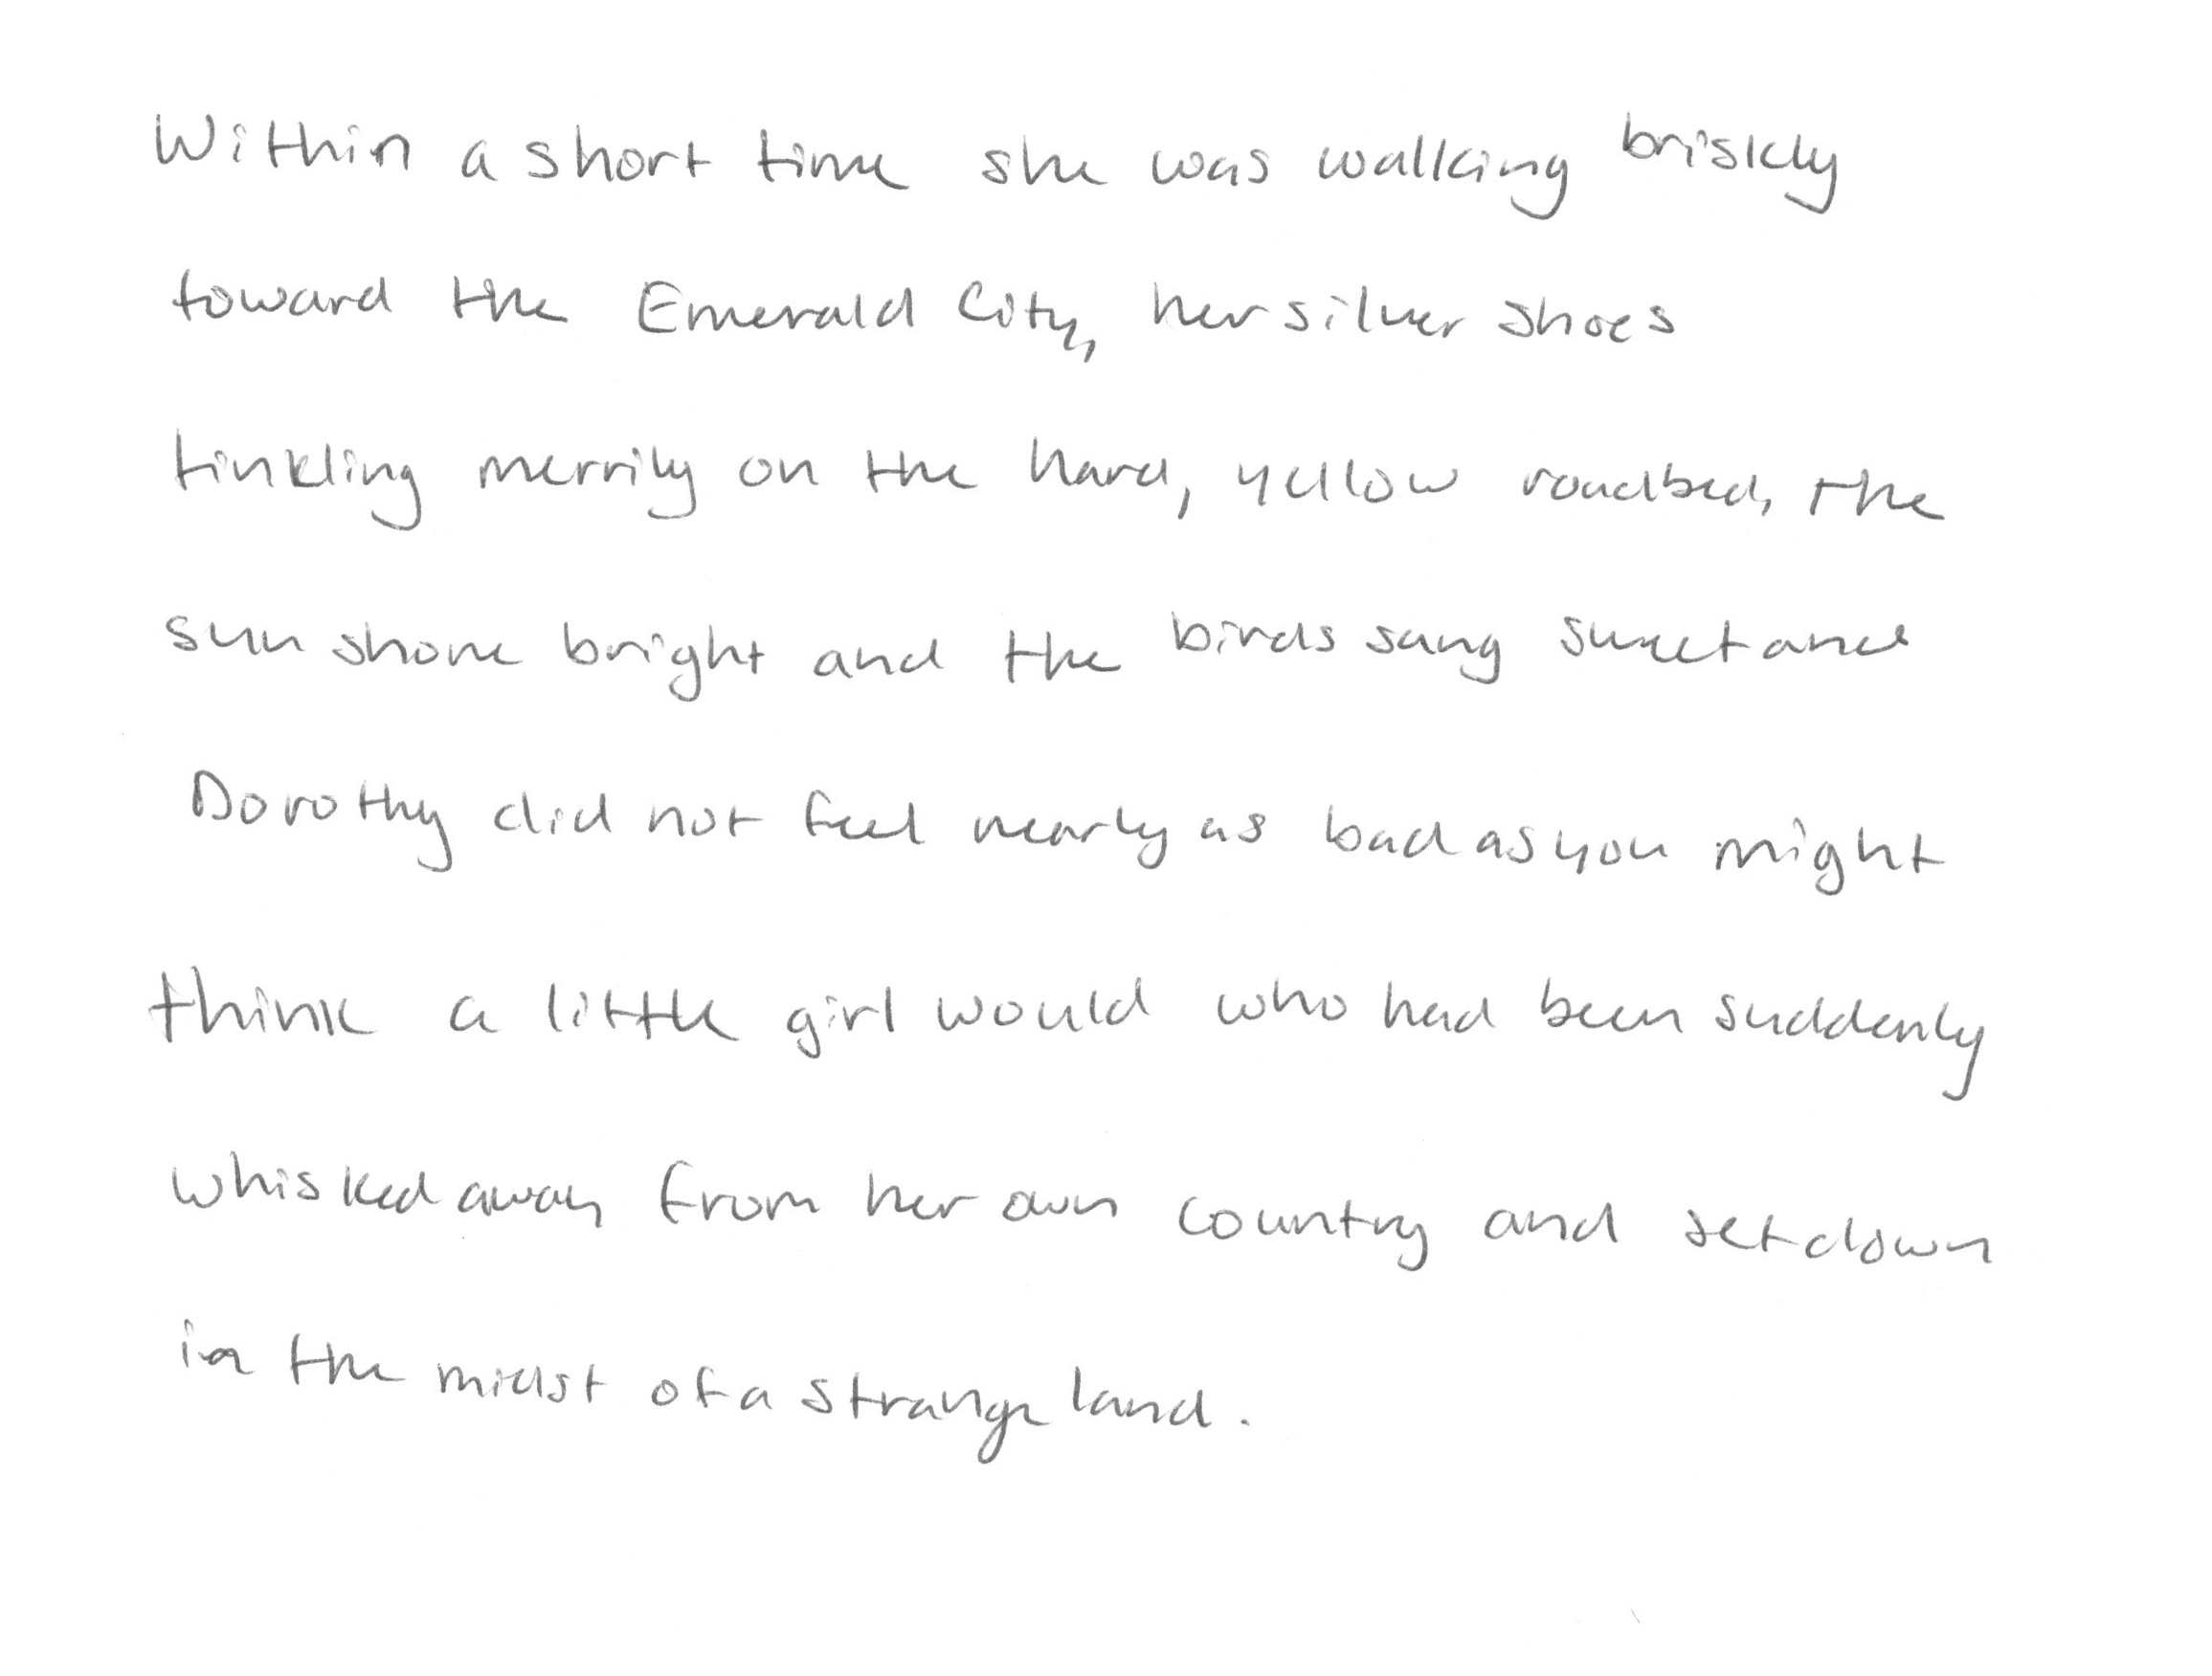 Within a short time she was walking briskly
toward the Emerald City, her silver shoes
tinkling merrily on the hard, yellow roadbed, the
sun shone bright and the birds sang sweet and
Dorothy did not feel nearly as bad as you might
think a little girl would who had been suddenly
whisked away from her own country and set down
in the midst of a strange land.